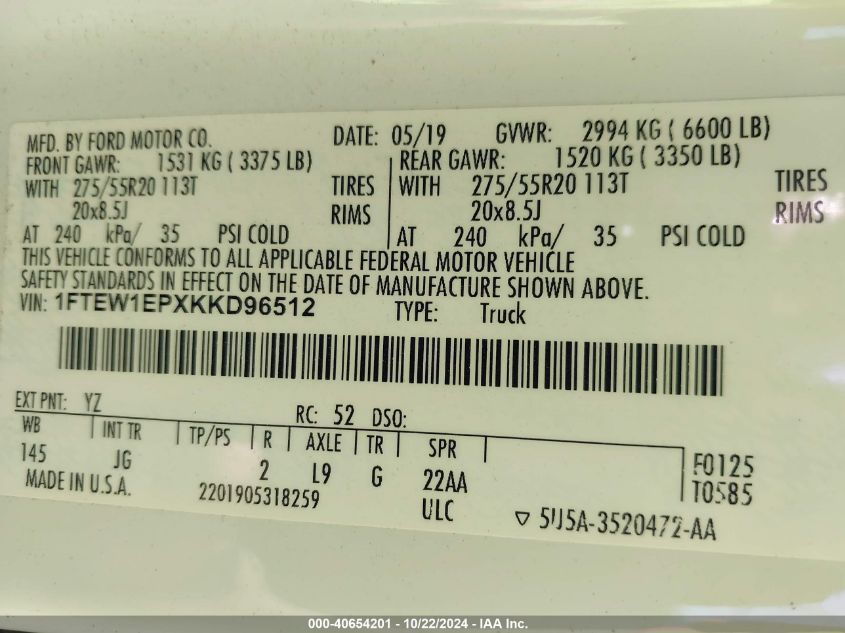 MFD. BY FORD MOTOR CO. DATE: 05/19 GVWR: 2994 KG ( 6600 LB)
FRONT GAWR: 1531 KG ( 3375 LB) REAR GAWR: 1520 KG ( 3350 LB)
WITH 275/55R20 113T TIRES WITH 275/55R20 113T TIRES
20x8.5J RIMS 20x8.5J RIMS
AT 240 kPa/ 35 PSI COLD AT 240 kPa/ 35 PSI COLD
THIS VEHICLE CONFORMS TO ALL APPLICABLE FEDERAL MOTOR VEHICLE
SAFETY STANDARDS IN EFFECT ON THE DATE OF MANUFACTURE SHOWN ABOVE.
VIN: 1FTEW1EPXKKD96512 TYPE: Truck
EXT PNT: YZ RC: 52 DSO:
WB INT TR TP/PS R AXLE TR SPR
145 JG 2 L9 G 22AA F0125
MADE IN U.S.A. 2201905318259 ULC T0585
5U5A-3520472-AA
000-40654201 - 10/22/2024 - IAA Inc.